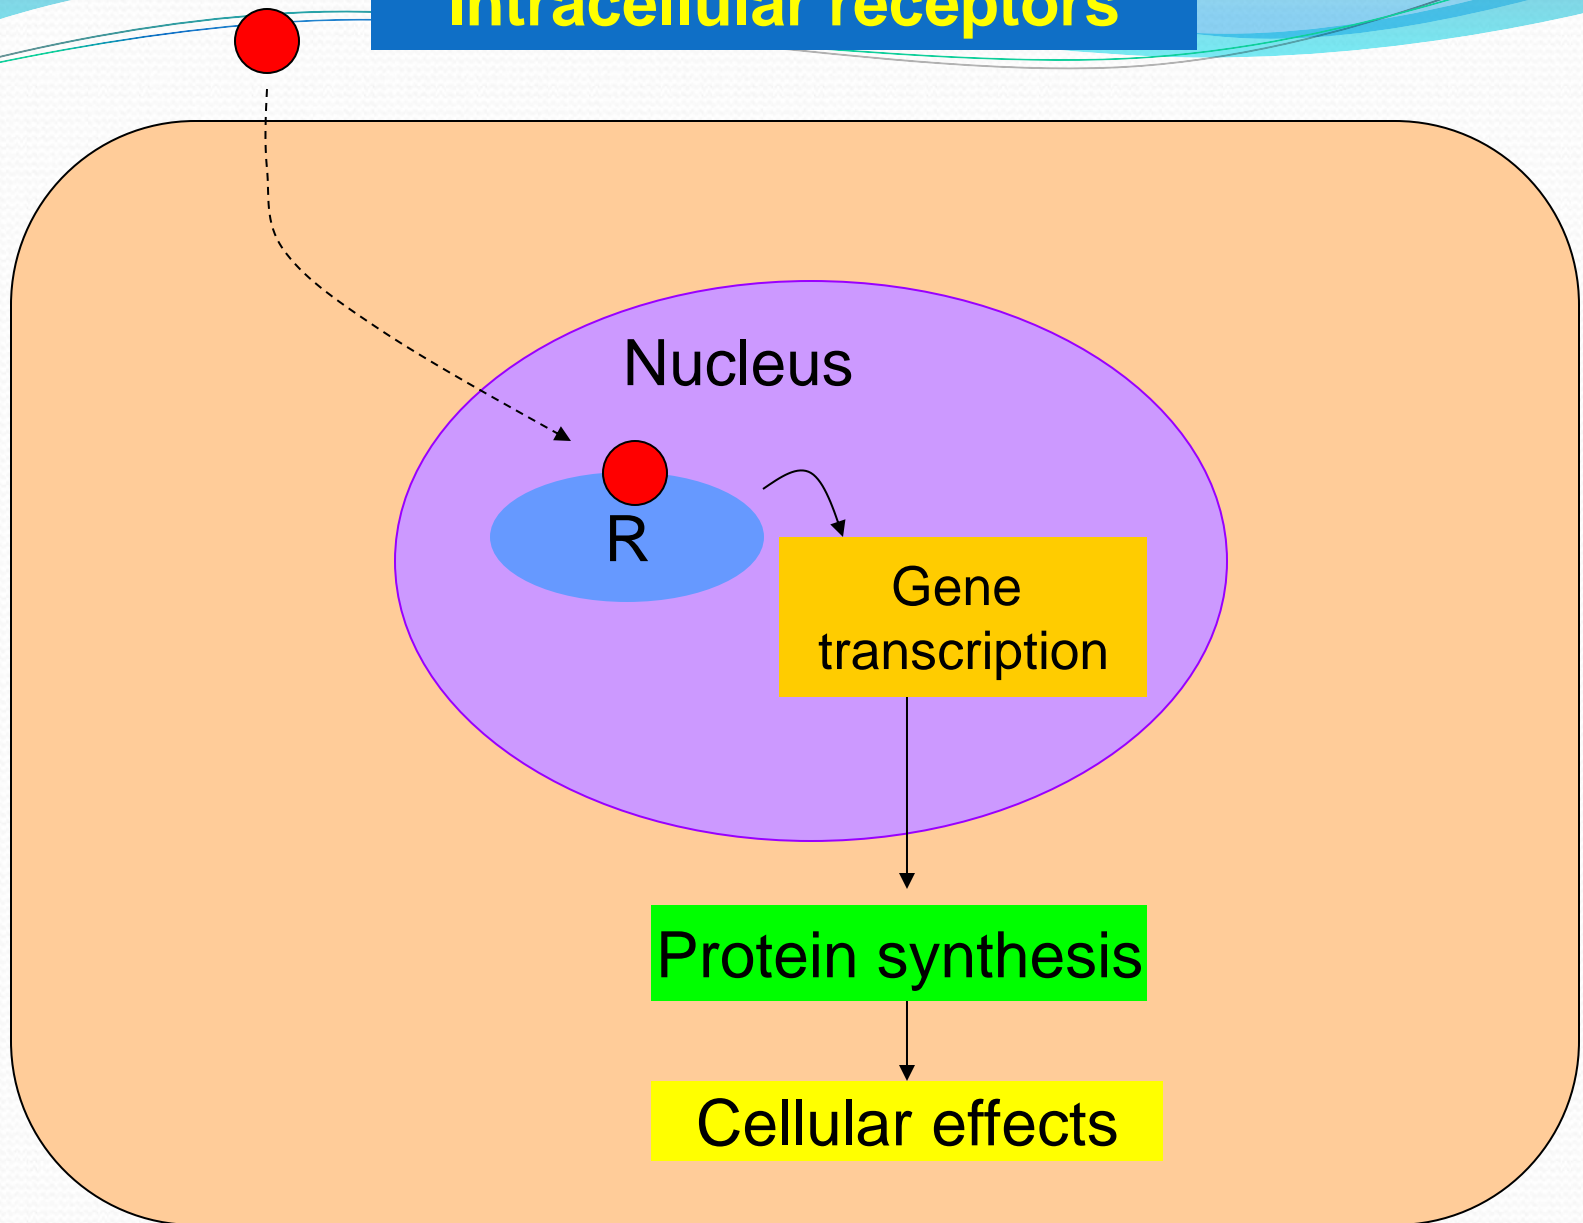 Intracellular receptors
Nucleus
R
Gene
transcription
Protein synthesis
Cellular effects